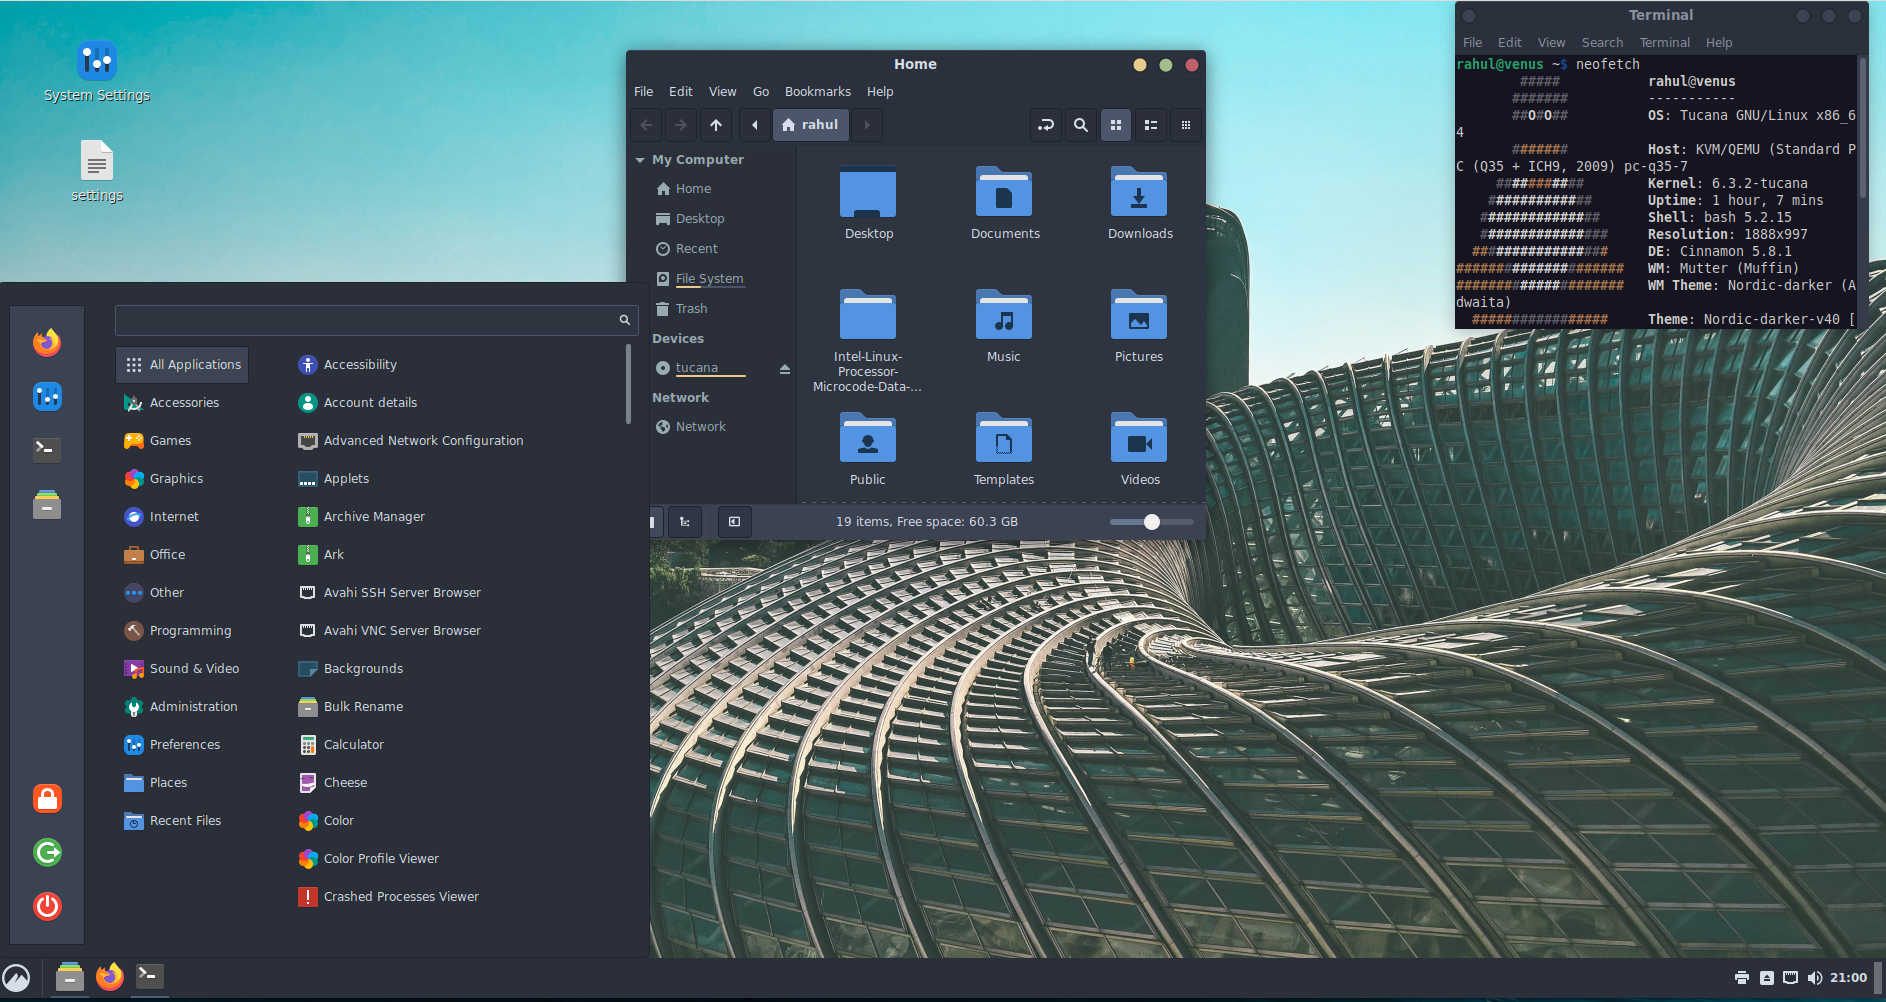 System Settings
settings
Home
File Edit View Go Bookmarks Help
rahul
My Computer
Home
Desktop
Recent
File System
Trash
Devices
tucana
Network
Network
Desktop
Documents
Downloads
Intel-Linux-
Processor-
Microcode-Data-...
Music
Pictures
Public
Templates
Videos
19 items, Free space: 60.3 GB
Terminal
File Edit View Search Terminal Help
rahul@venus ~$ neofetch
##### rahul@venus
####### -----------
##O#O## OS: Tucana GNU/Linux x86_6
4
####### Host: KVM/QEMU (Standard P
C (Q35 + ICH9, 2009) pc-q35-7
########### Kernel: 6.3.2-tucana
############# Uptime: 1 hour, 7 mins
############### Shell: bash 5.2.15
################ Resolution: 1888x997
################# DE: Cinnamon 5.8.1
##################### WM: Mutter (Muffin)
##################### WM Theme: Nordic-darker (A
dwaita)
################# Theme: Nordic-darker-v40 [
All Applications
Accessories
Games
Graphics
Internet
Office
Other
Programming
Sound & Video
Administration
Preferences
Places
Recent Files
Accessibility
Account details
Advanced Network Configuration
Applets
Archive Manager
Ark
Avahi SSH Server Browser
Avahi VNC Server Browser
Backgrounds
Bulk Rename
Calculator
Cheese
Color
Color Profile Viewer
Crashed Processes Viewer
21:00